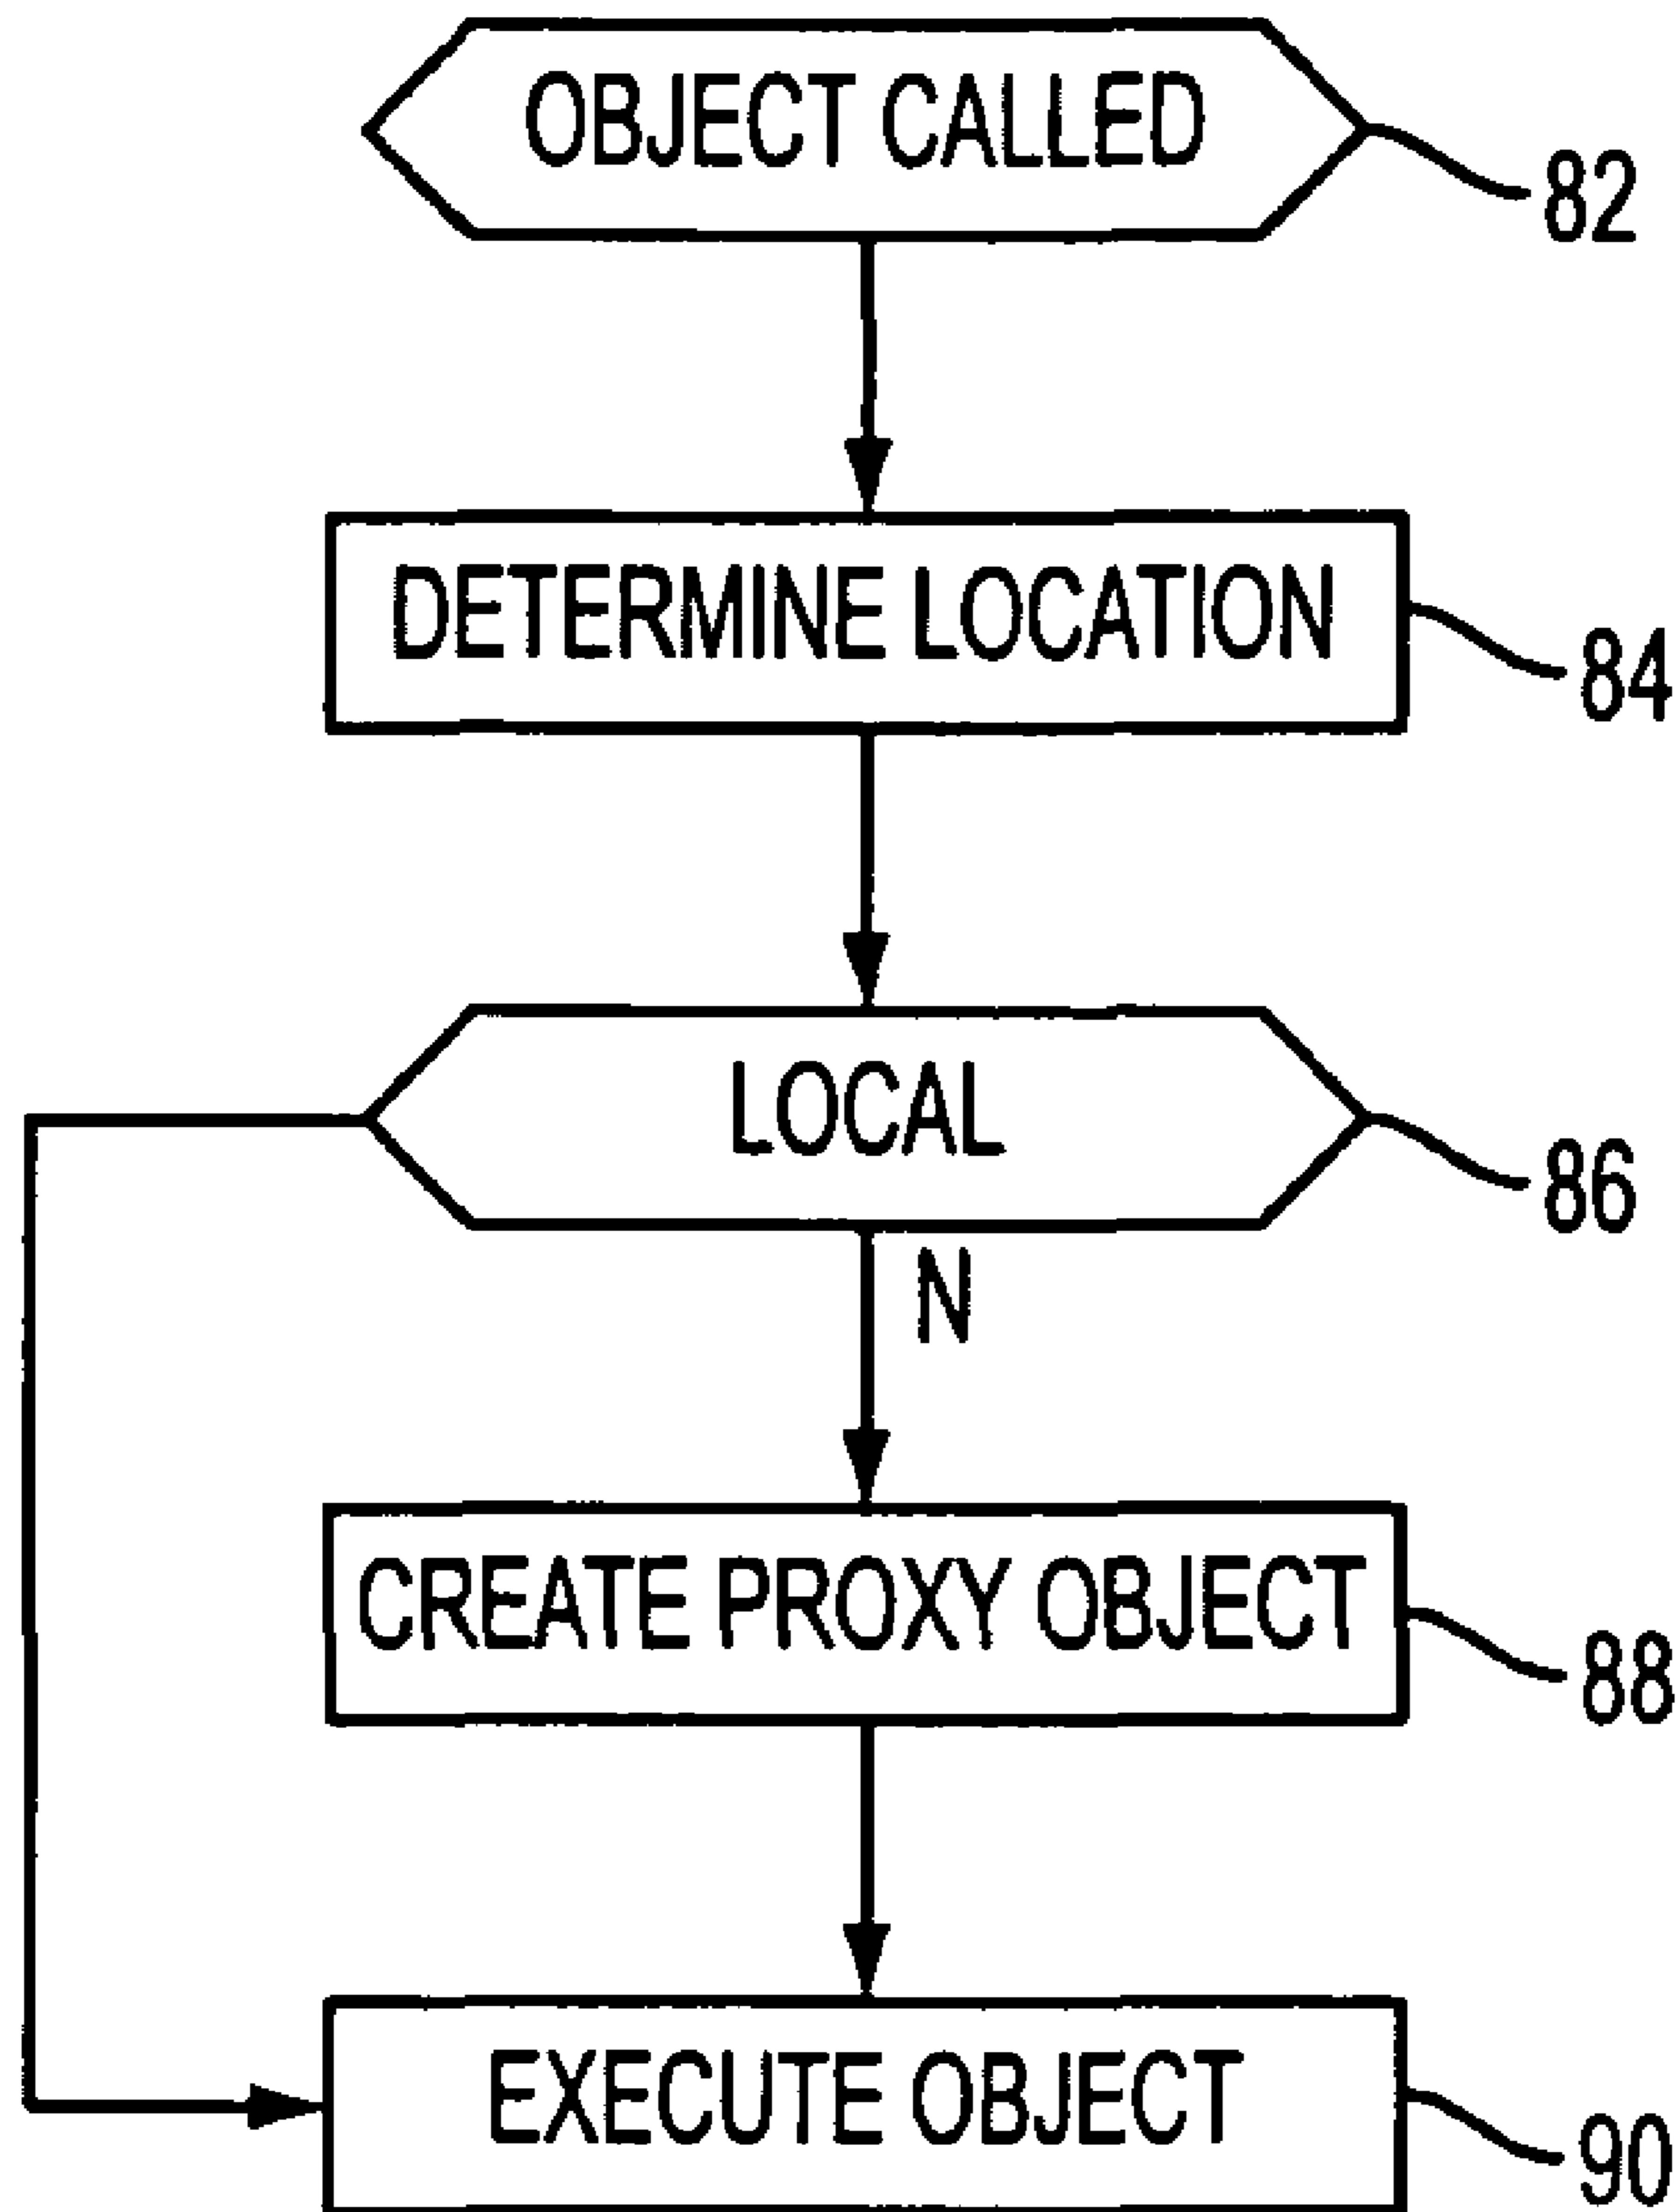 OBJECT CALLED
82
DETERMINE LOCATION
84
LOCAL
86
N
CREATE PROXY OBJECT
88
EXECUTE OBJECT
90